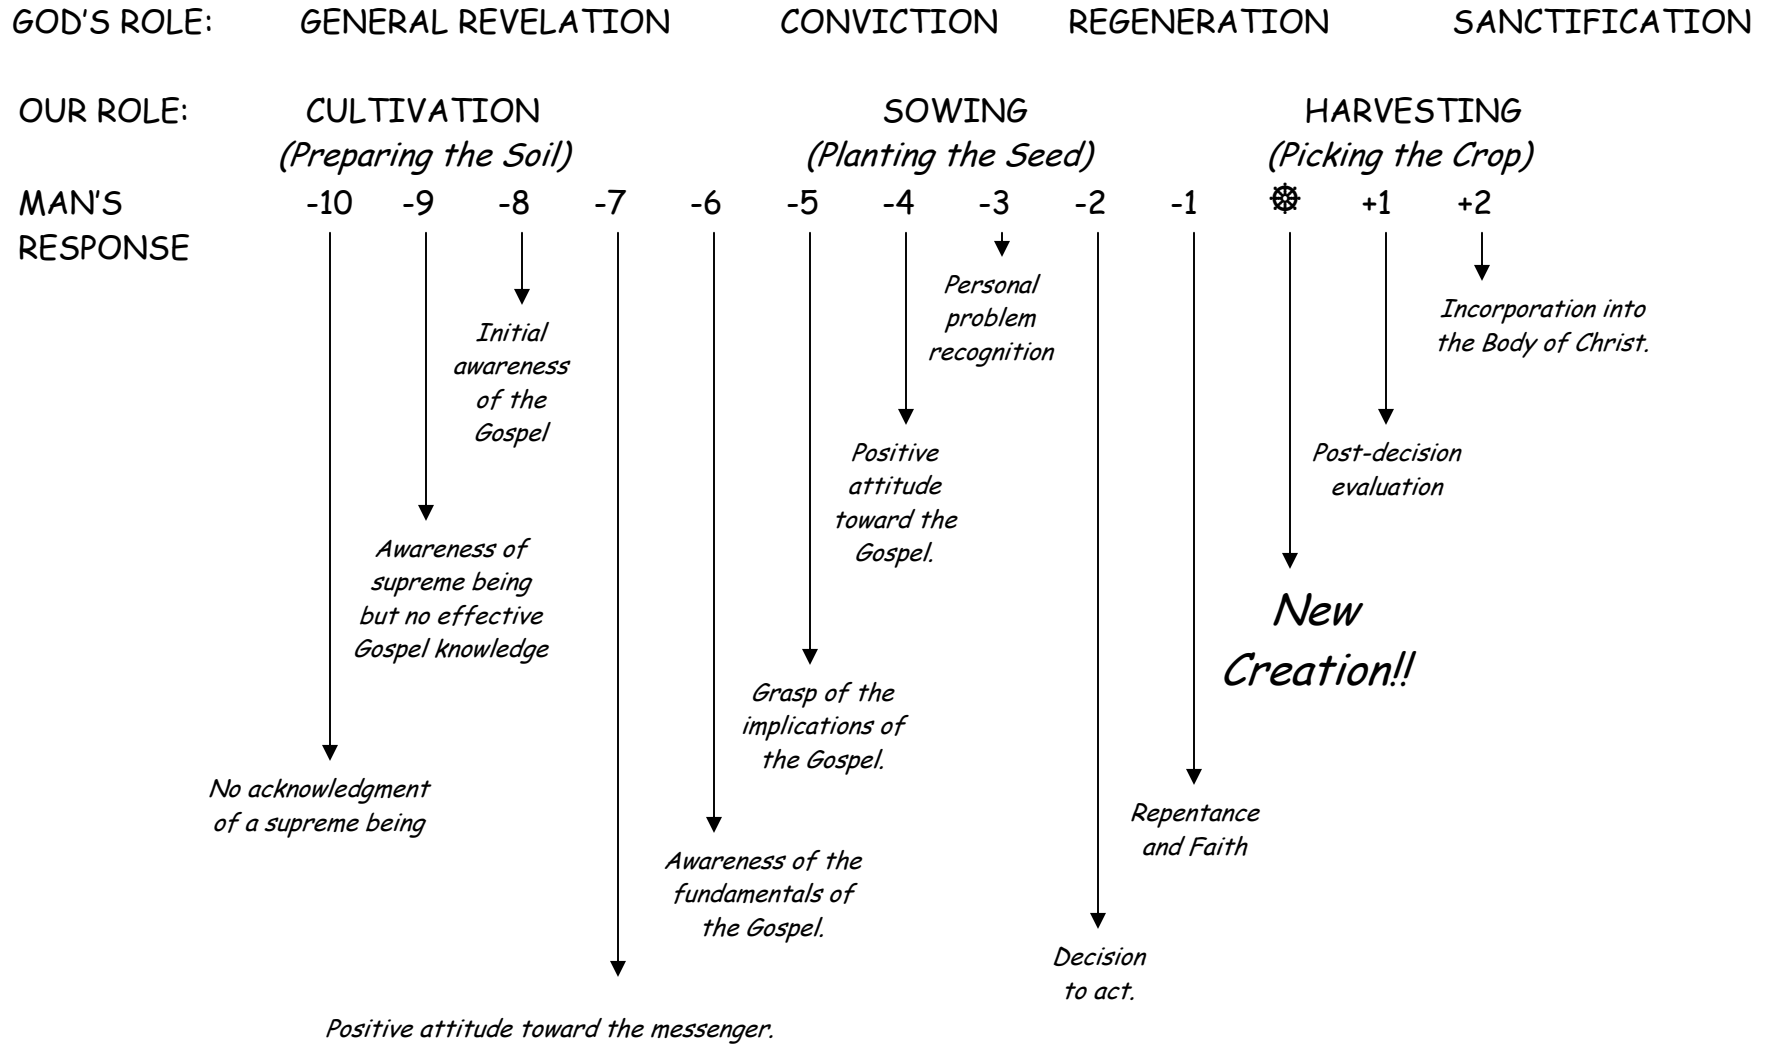 GOD'S ROLE: GENERAL REVELATION CONVICTION REGENERATION SANCTIFICATION
OUR ROLE: CULTIVATION SOWING HARVESTING
(Preparing the Soil) (Planting the Seed) (Picking the Crop)
MAN'S -10 -9 -8 -7 -6 -5 -4 -3 -2 -1 ☸ +1 +2
RESPONSE
No acknowledgment
of a supreme being
Awareness of
supreme being
but no effective
Gospel knowledge
Initial
awareness
of the
Gospel
Positive attitude toward the messenger.
Awareness of the
fundamentals of
the Gospel.
Grasp of the
implications of
the Gospel.
Positive
attitude
toward the
Gospel.
Personal
problem
recognition
Decision
to act.
Repentance
and Faith
New
Creation!!
Post-decision
evaluation
Incorporation into
the Body of Christ.